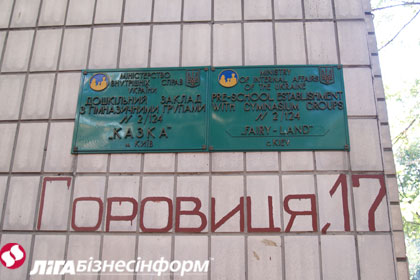 МІНІСТЕРСТВО
ВНУТРІШНІХ СПРАВ
УКРАЇНИ
ДОШКІЛЬНИЙ ЗАКЛАД
З ГІМНАЗИЧНИМИ ГРУПАМИ
№ 2/124
"КАЗКА"
м. КИЇВ
MINISTRY
OF INTERNAL AFFAIRS
OF THE UKRAINE
PRE-SCHOOL ESTABLISHMENT
WITH GYMNASIUM GROUPS
№ 2/124
„FAIRY-LAND"
c. KIEV
ГОРОВИЦЯ, 17
ЛІГАБІЗНЕСІНФОРМ